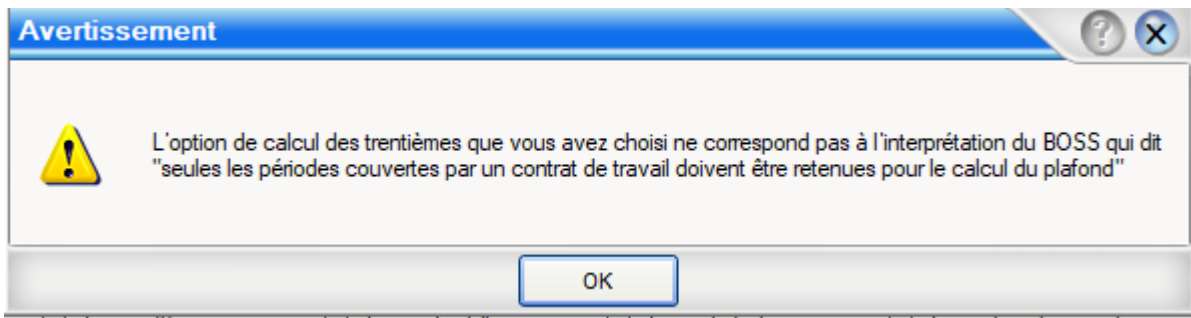 Avertissement
L'option de calcul des trentièmes que vous avez choisi ne correspond pas à l'interprétation du BOSS qui dit
"seules les périodes couvertes par un contrat de travail doivent être retenues pour le calcul du plafond"
OK